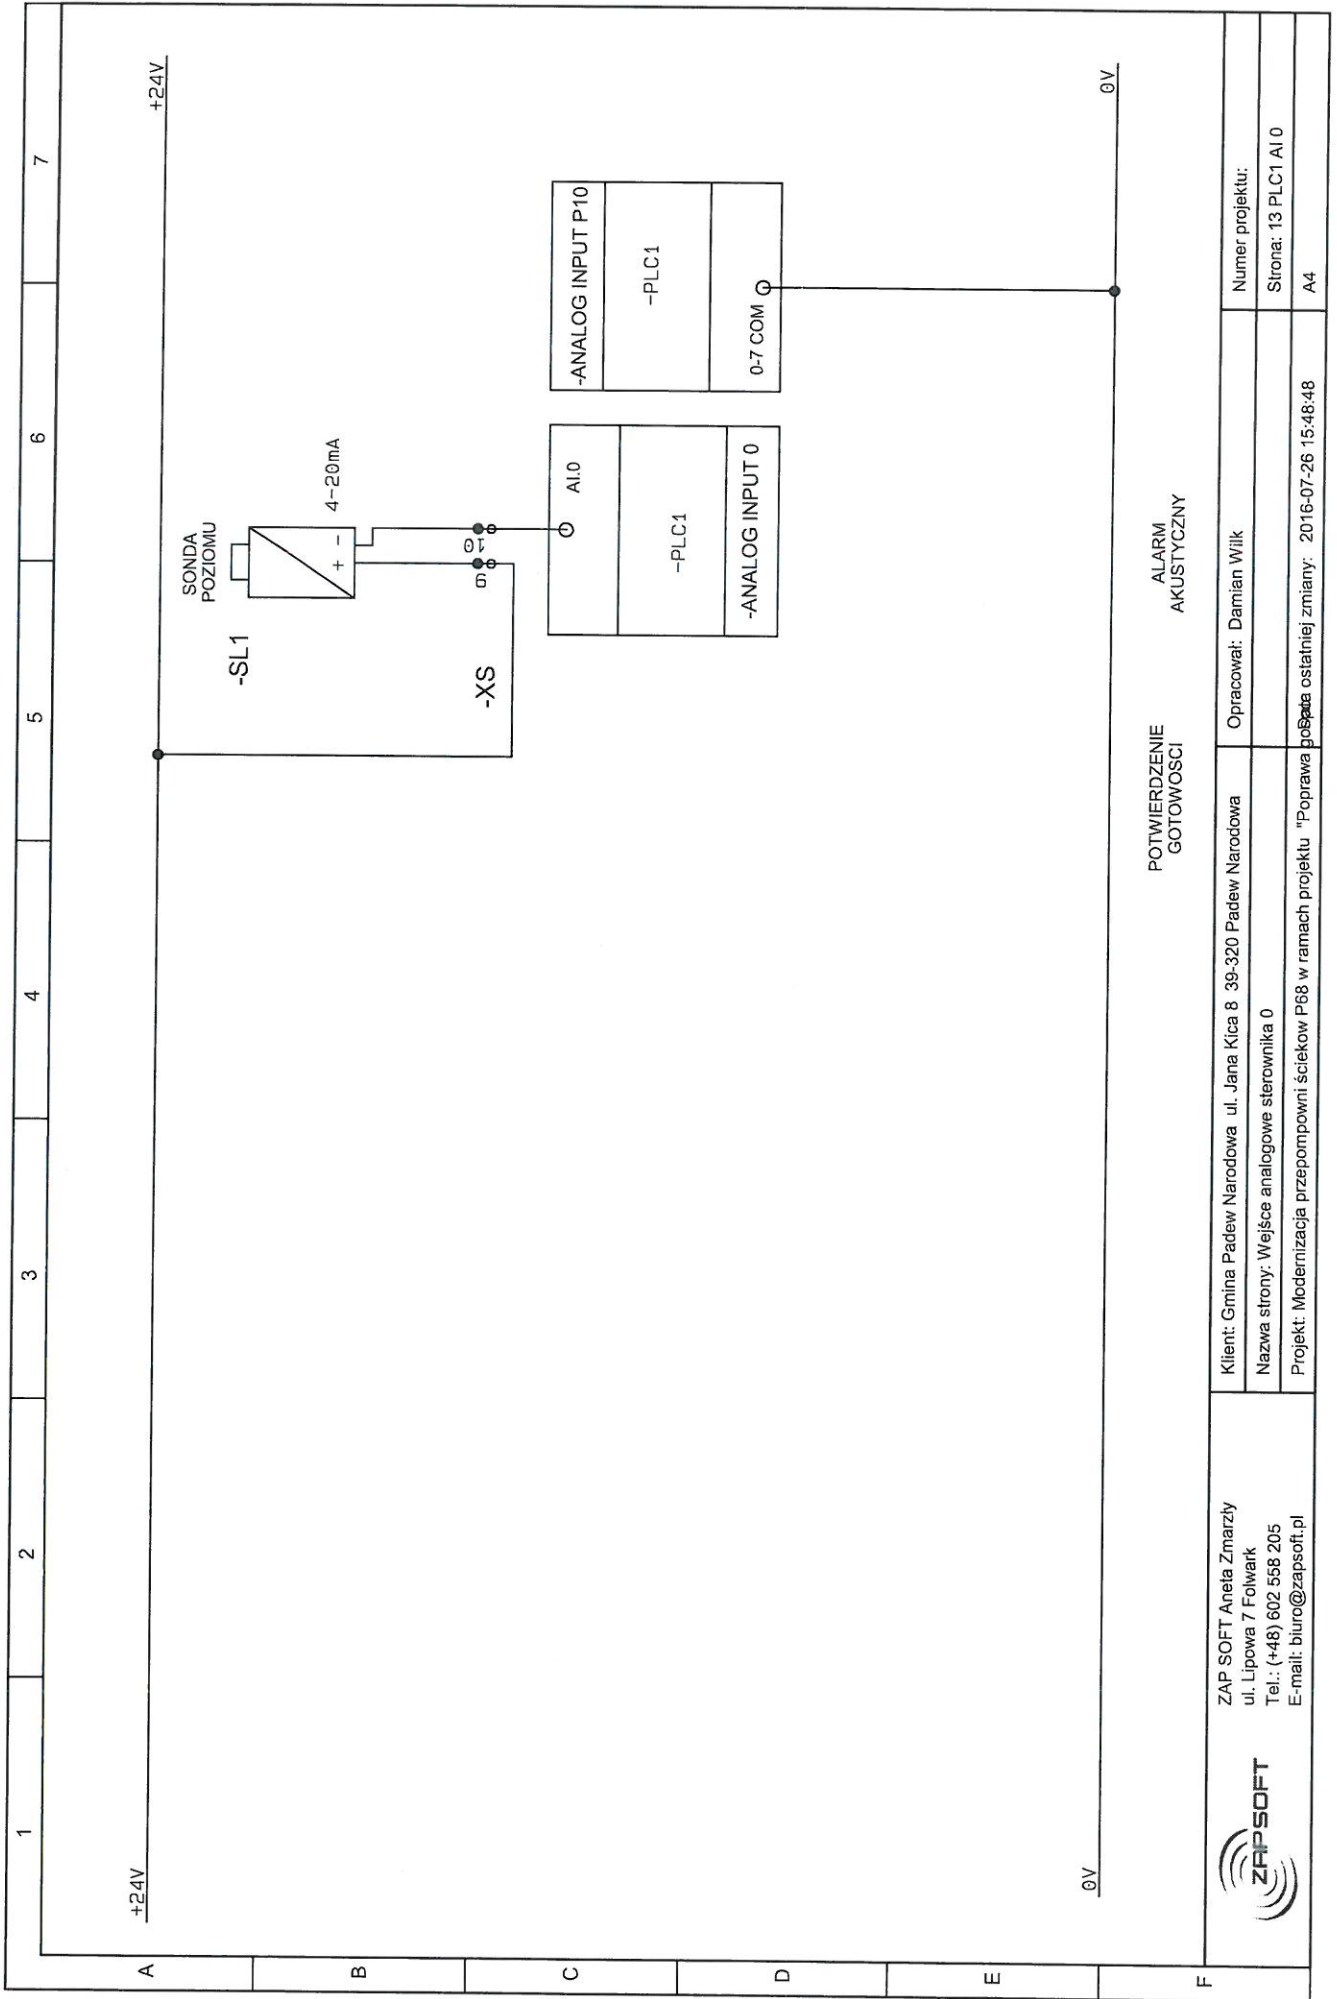 1
2
3
4
5
6
7
A
B
C
D
E
F
+24V
+24V
SONDA
POZIOMU
-SL1
+ -
4-20mA
-XS
9
10
AI.0
-PLC1
-ANALOG INPUT 0
-ANALOG INPUT P10
-PLC1
0-7 COM
0V
0V
POTWIERDZENIE
GOTOWOSCI
ALARM
AKUSTYCZNY
ZAPSOFT
ZAP SOFT Aneta Zmarzły
ul. Lipowa 7 Folwark
Tel.: (+48) 602 558 205
E-mail: biuro@zapsoft.pl
Klient: Gmina Padew Narodowa ul. Jana Kica 8 39-320 Padew Narodowa
Nazwa strony: Wejśce analogowe sterownika 0
Projekt: Modernizacja przepompowni ściekow P68 w ramach projektu "Poprawa
Opracował: Damian Wilk
ostatniej zmiany: 2016-07-26 15:48:48
Numer projektu:
Strona: 13 PLC1 AI 0
A4